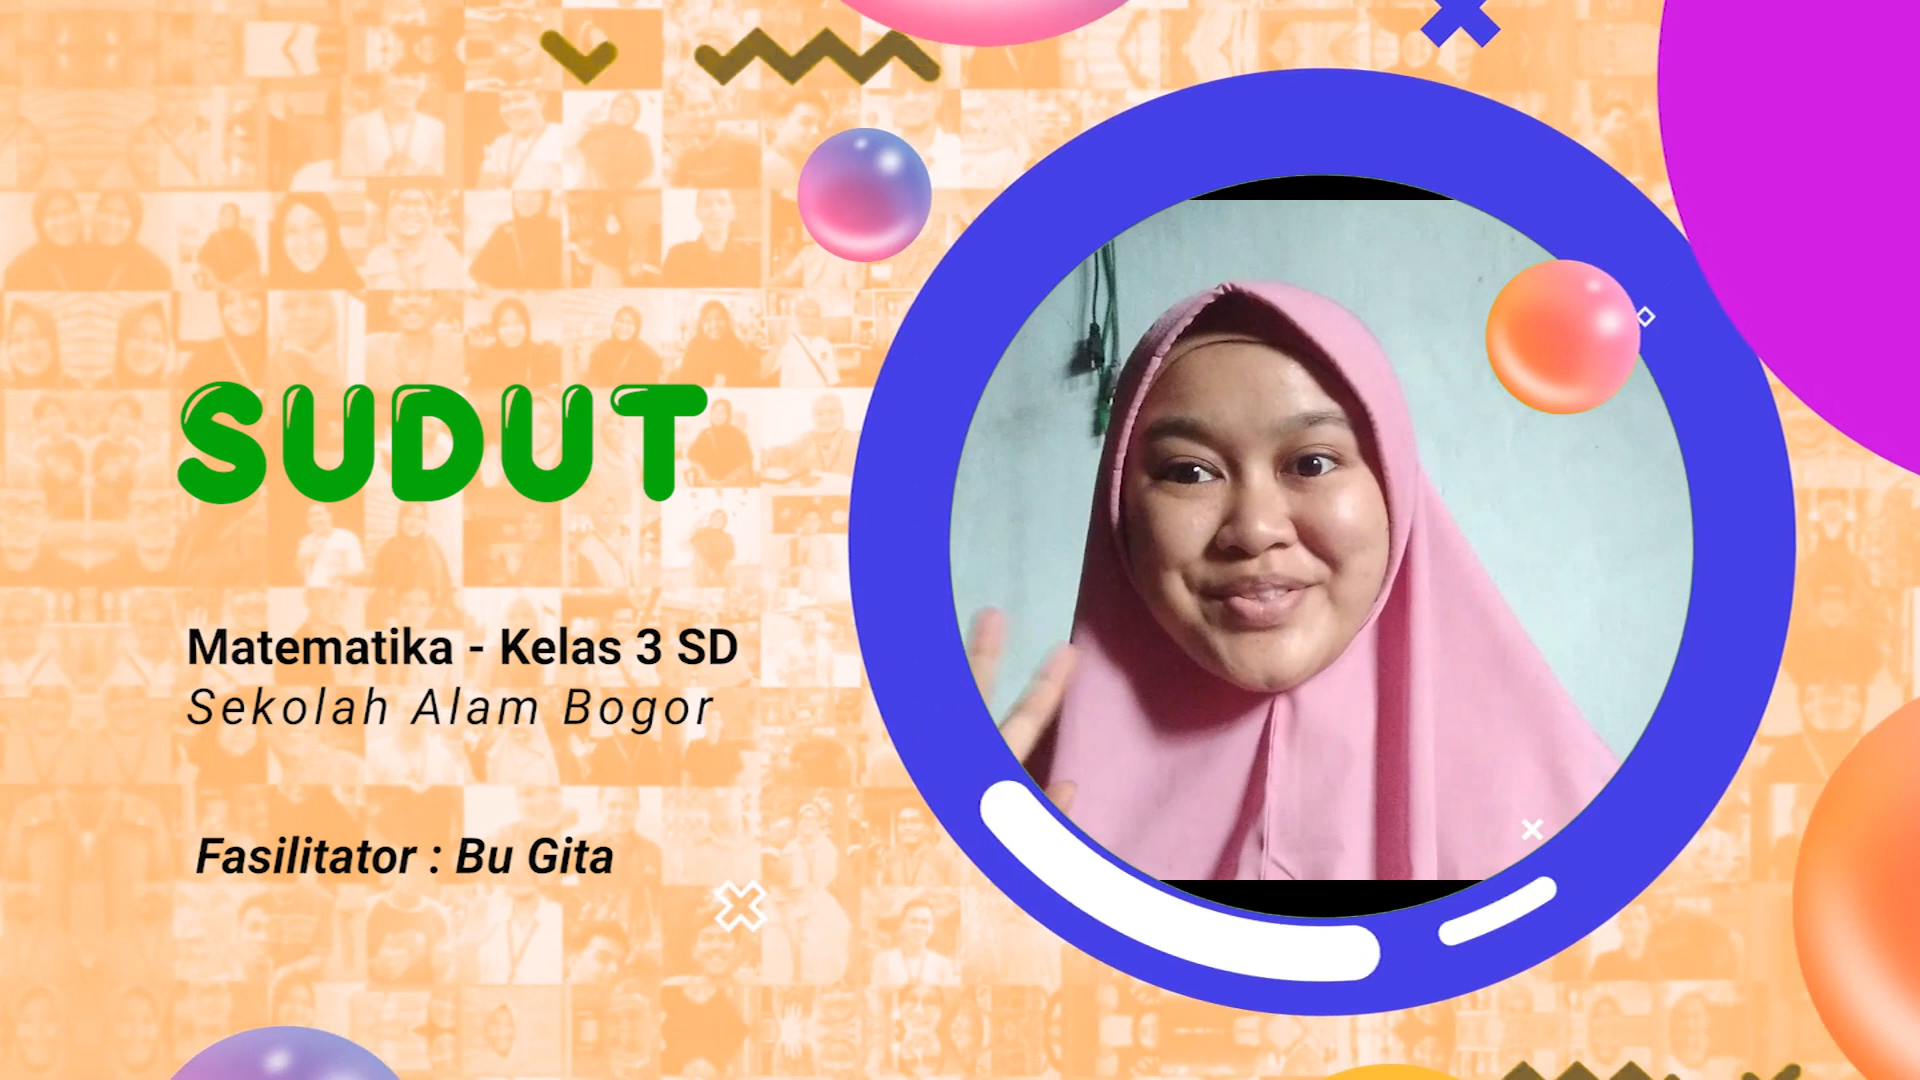 SUDUT
Matematika - Kelas 3 SD
Sekolah Alam Bogor
Fasilitator : Bu Gita